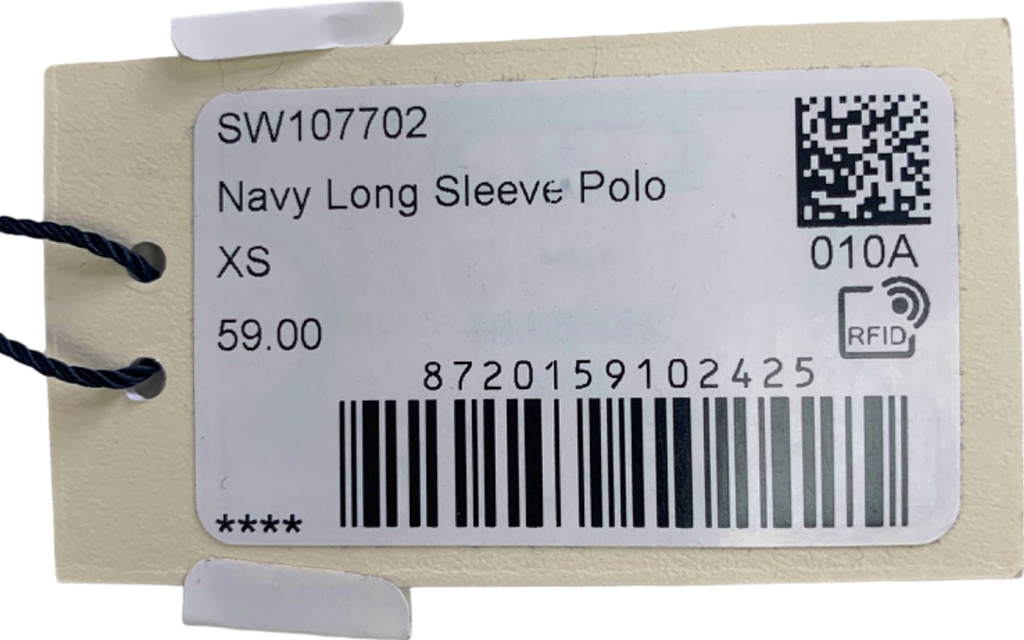 SW107702
Navy Long Sleeve Polo
XS
59.00
010A
RFID
8720159102425
****